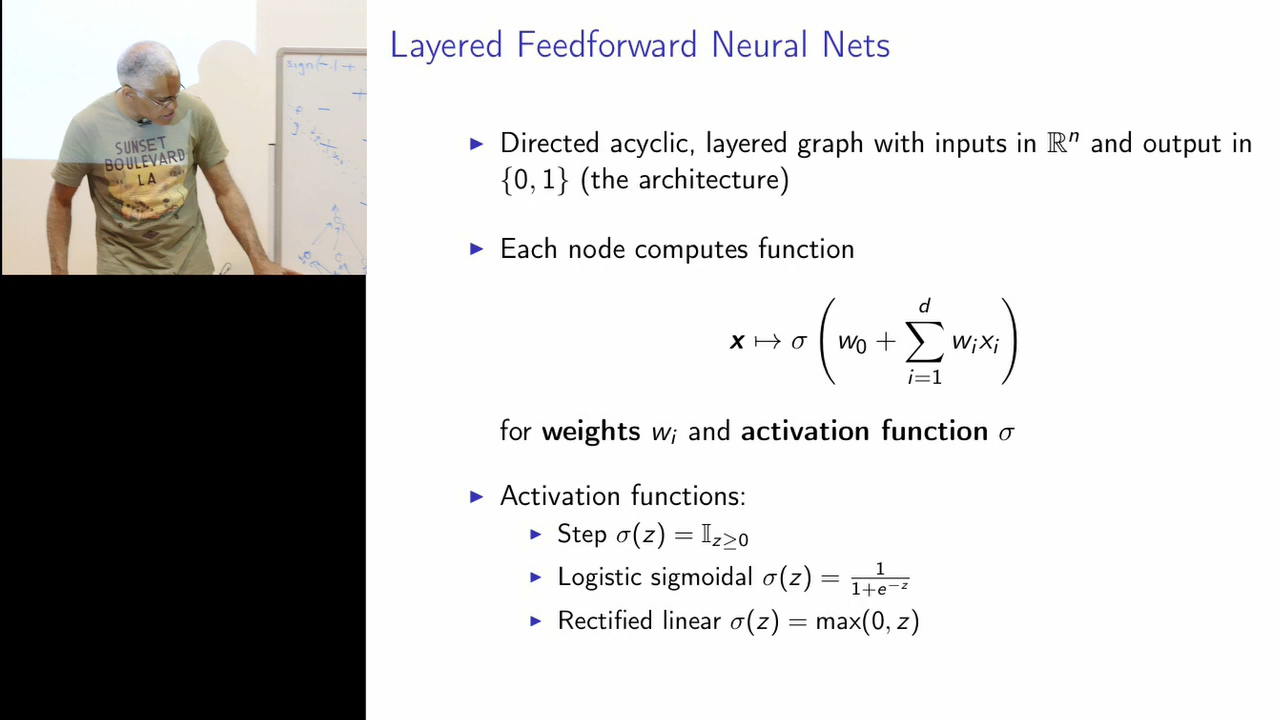 Layered Feedforward Neural Nets
▶ Directed acyclic, layered graph with inputs in ℝⁿ and output in
{0, 1} (the architecture)
▶ Each node computes function
x ↦ σ ( w₀ + ∑_{i=1}^{d} wᵢxᵢ )
for weights wᵢ and activation function σ
▶ Activation functions:
▶ Step σ(z) = 𝕀_{z≥0}
▶ Logistic sigmoidal σ(z) = 1/(1+e^{−z})
▶ Rectified linear σ(z) = max(0, z)
SUNSET
BOULEVARD
LA
sign(-1 +